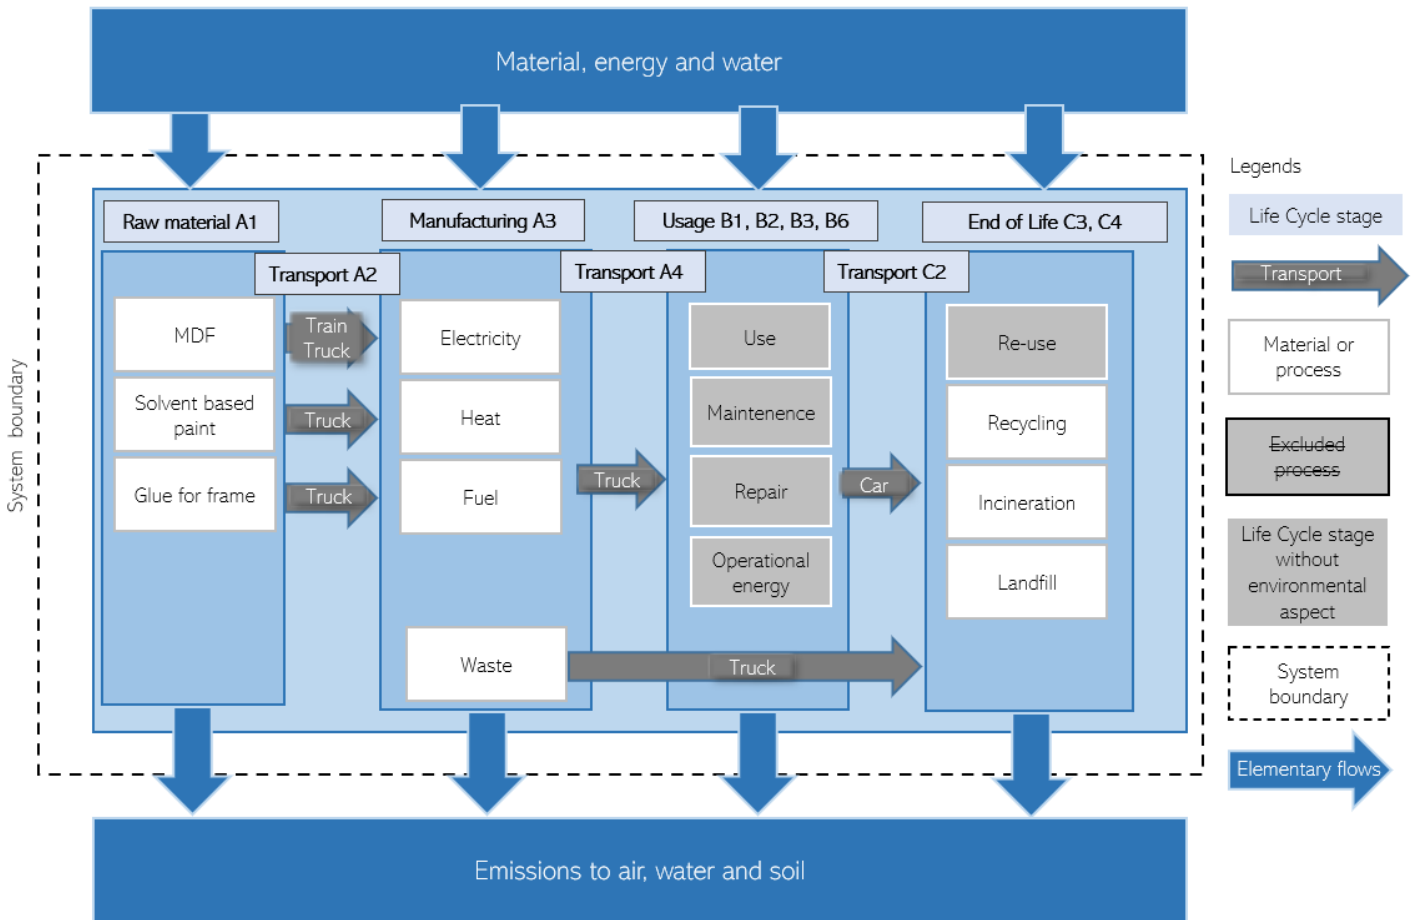 Material, energy and water
System boundary
Raw material A1
Manufacturing A3
Usage B1, B2, B3, B6
End of Life C3, C4
Transport A2
Transport A4
Transport C2
MDF
Solvent based
paint
Glue for frame
Train
Truck
Truck
Truck
Electricity
Heat
Fuel
Waste
Truck
Use
Maintenence
Repair
Operational
energy
Truck
Car
Re-use
Recycling
Incineration
Landfill
Emissions to air, water and soil
Legends
Life Cycle stage
Transport
Material or
process
Excluded
process
Life Cycle stage
without
environmental
aspect
System
boundary
Elementary flows